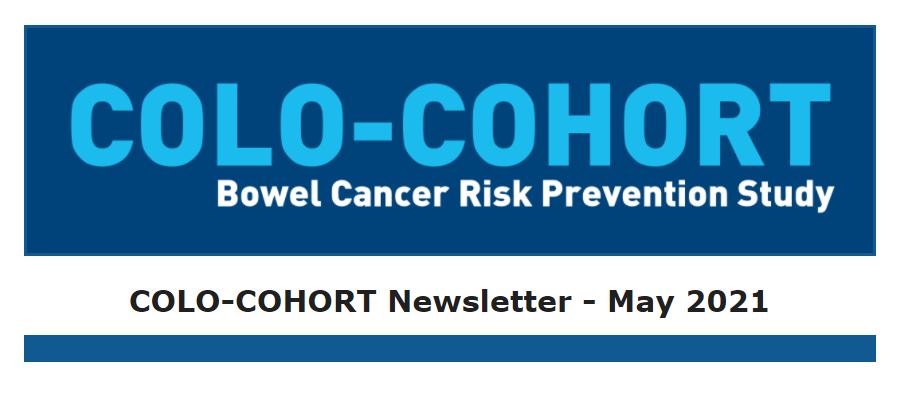 COLO-COHORT
Bowel Cancer Risk Prevention Study
COLO-COHORT Newsletter - May 2021